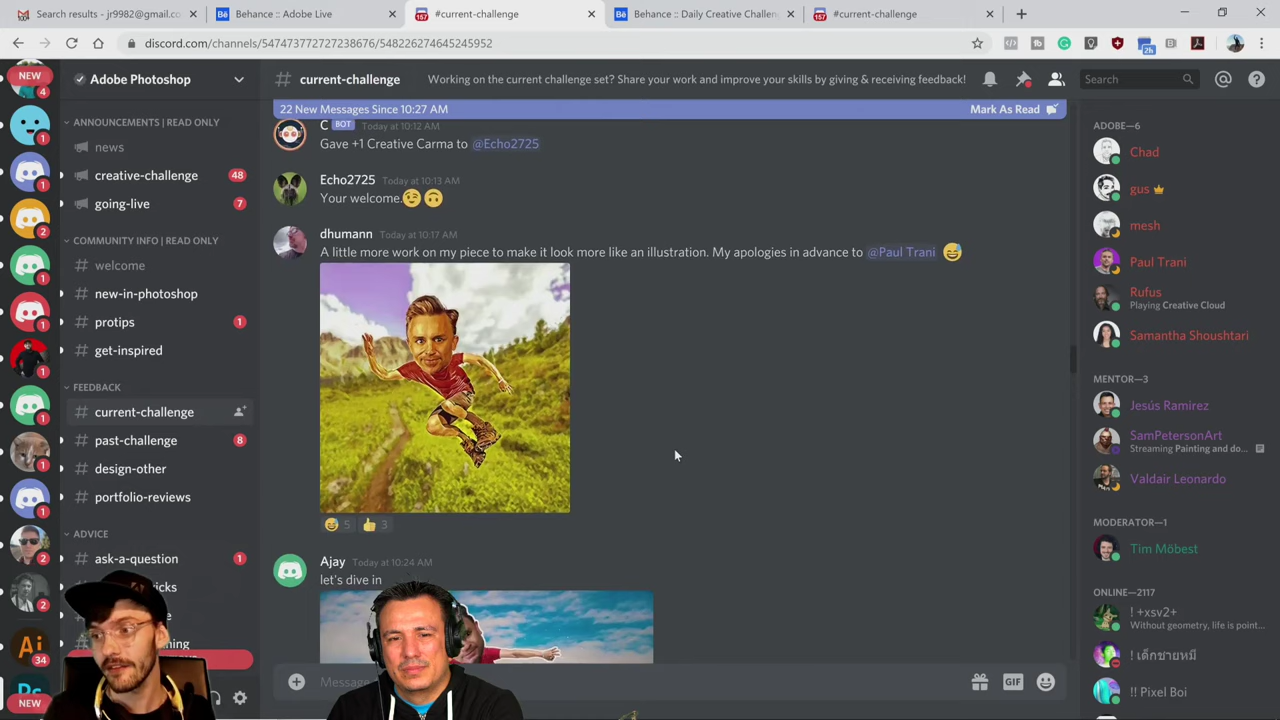 Search results - jr9982@gmail.co
Behance :: Adobe Live
#current-challenge
Behance :: Daily Creative Challen
#current-challenge
discord.com/channels/547473772727238676/548226274645245952
NEW
4
Adobe Photoshop
current-challenge
Working on the current challenge set? Share your work and improve your skills by giving & receiving feedback!
Search
22 New Messages Since 10:27 AM
Mark As Read
ANNOUNCEMENTS | READ ONLY
news
creative-challenge
48
going-live
7
COMMUNITY INFO | READ ONLY
welcome
new-in-photoshop
protips
1
get-inspired
FEEDBACK
current-challenge
past-challenge
8
design-other
portfolio-reviews
ADVICE
ask-a-question
1
C BOT Today at 10:12 AM
Gave +1 Creative Carma to @Echo2725
Echo2725 Today at 10:13 AM
Your welcome.
dhumann Today at 10:17 AM
A little more work on my piece to make it look more like an illustration. My apologies in advance to @Paul Trani
5
3
Ajay Today at 10:24 AM
let's dive in
Message
GIF
ADOBE—6
Chad
gus
mesh
Paul Trani
Rufus
Playing Creative Cloud
Samantha Shoushtari
MENTOR—3
Jesús Ramirez
SamPetersonArt
Streaming Painting and do...
Valdair Leonardo
MODERATOR—1
Tim Möbest
ONLINE—2117
! +xsv2+
Without geometry, life is point...
! เด็กชายหมี
!! Pixel Boi
Ai
34
NEW